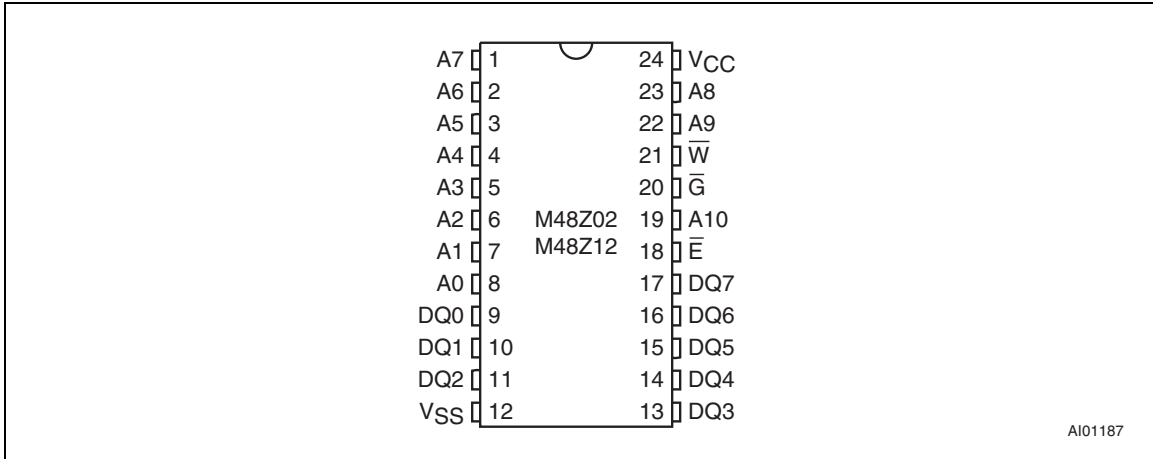 A7 1 24 VCC
A6 2 23 A8
A5 3 22 A9
A4 4 21 W̅
A3 5 20 G̅
A2 6 M48Z02 19 A10
A1 7 M48Z12 18 E̅
A0 8 17 DQ7
DQ0 9 16 DQ6
DQ1 10 15 DQ5
DQ2 11 14 DQ4
VSS 12 13 DQ3
AI01187